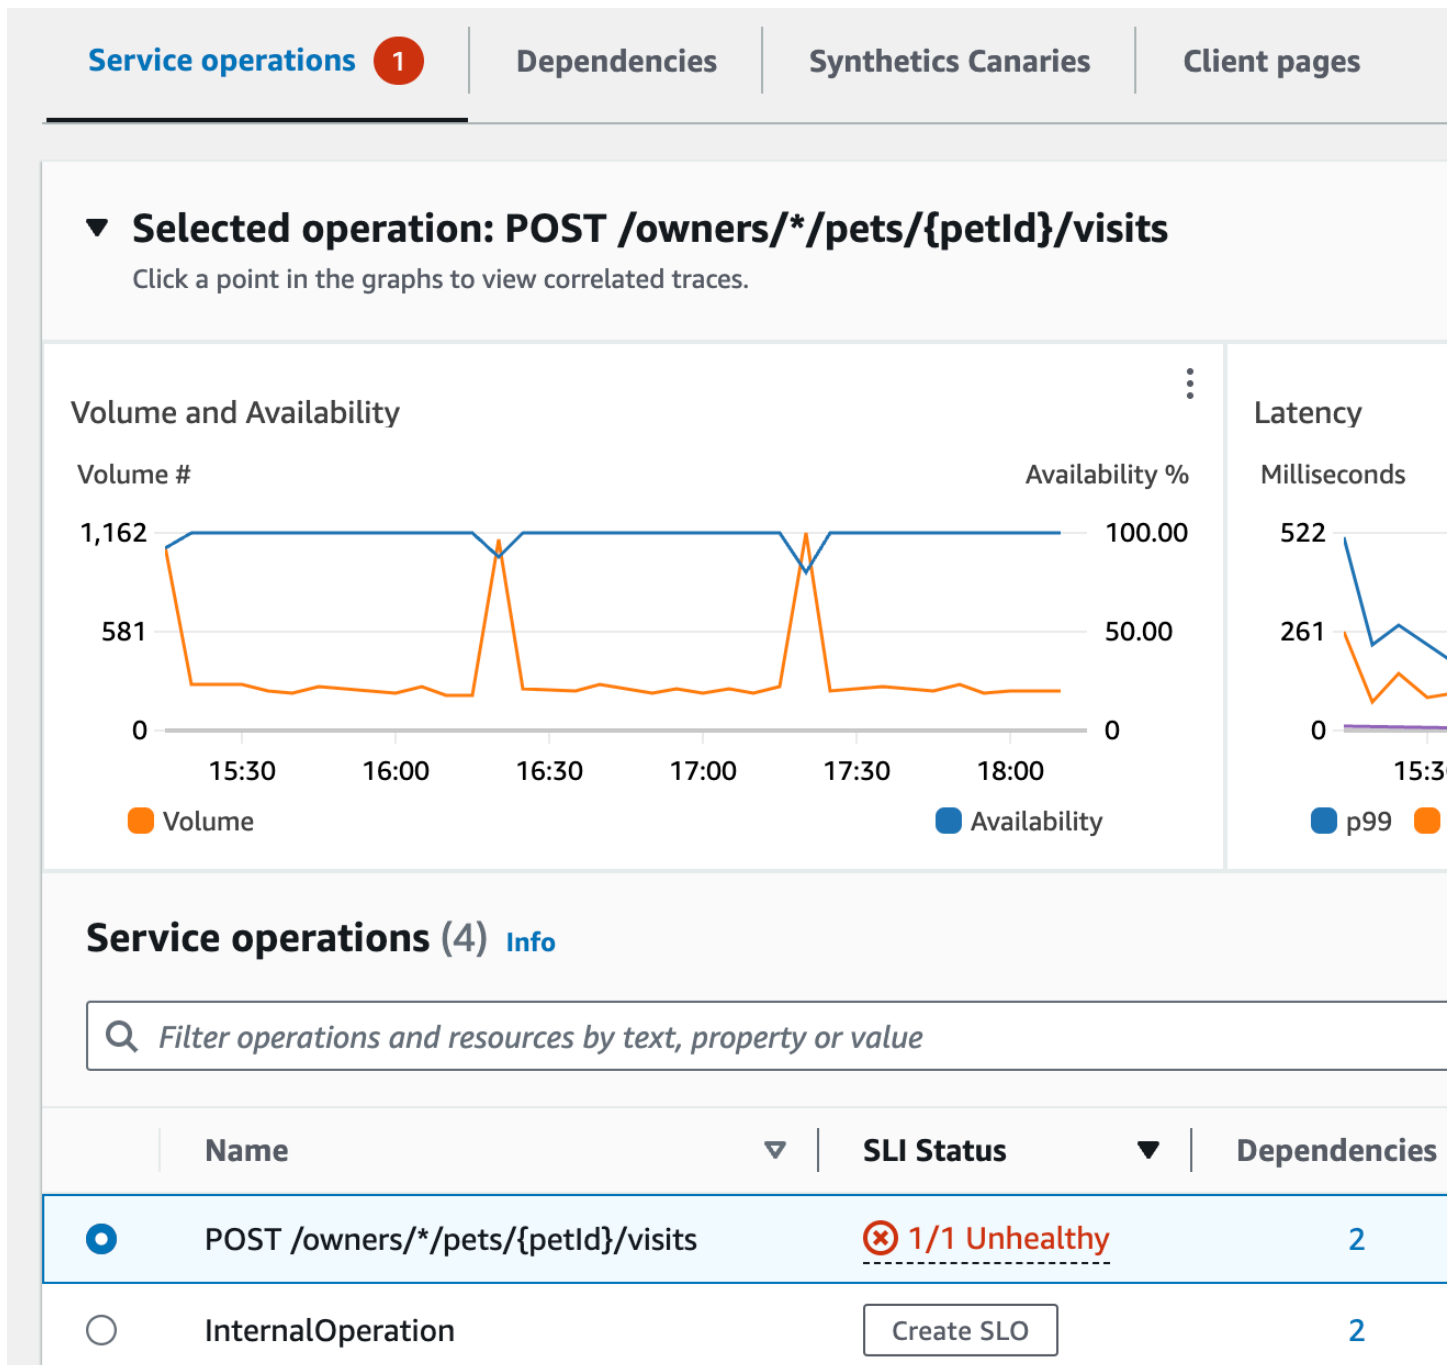 Service operations 1 Dependencies Synthetics Canaries Client pages
Selected operation: POST /owners/*/pets/{petId}/visits
Click a point in the graphs to view correlated traces.
Volume and Availability
Volume # Availability %
1,162 100.00
581 50.00
0 0
15:30 16:00 16:30 17:00 17:30 18:00
Volume Availability
Latency
Milliseconds
522
261
0
p99
Service operations (4) Info
Filter operations and resources by text, property or value
Name SLI Status Dependencies
POST /owners/*/pets/{petId}/visits 1/1 Unhealthy 2
InternalOperation Create SLO 2